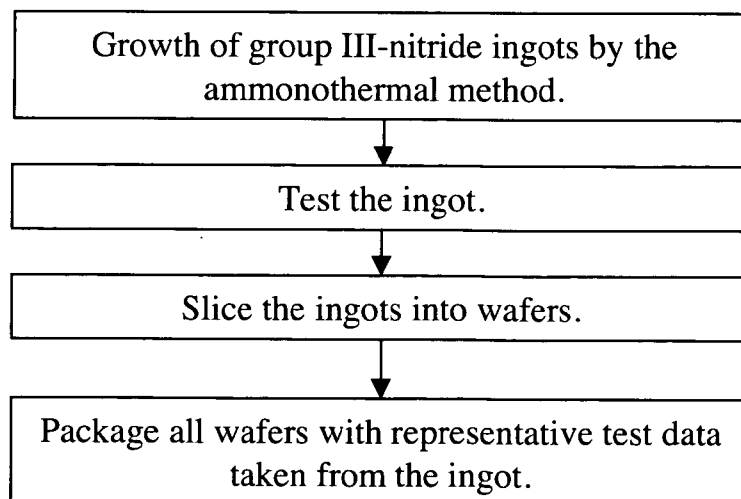 Growth of group III-nitride ingots by the
ammonothermal method.
Test the ingot.
Slice the ingots into wafers.
Package all wafers with representative test data
taken from the ingot.